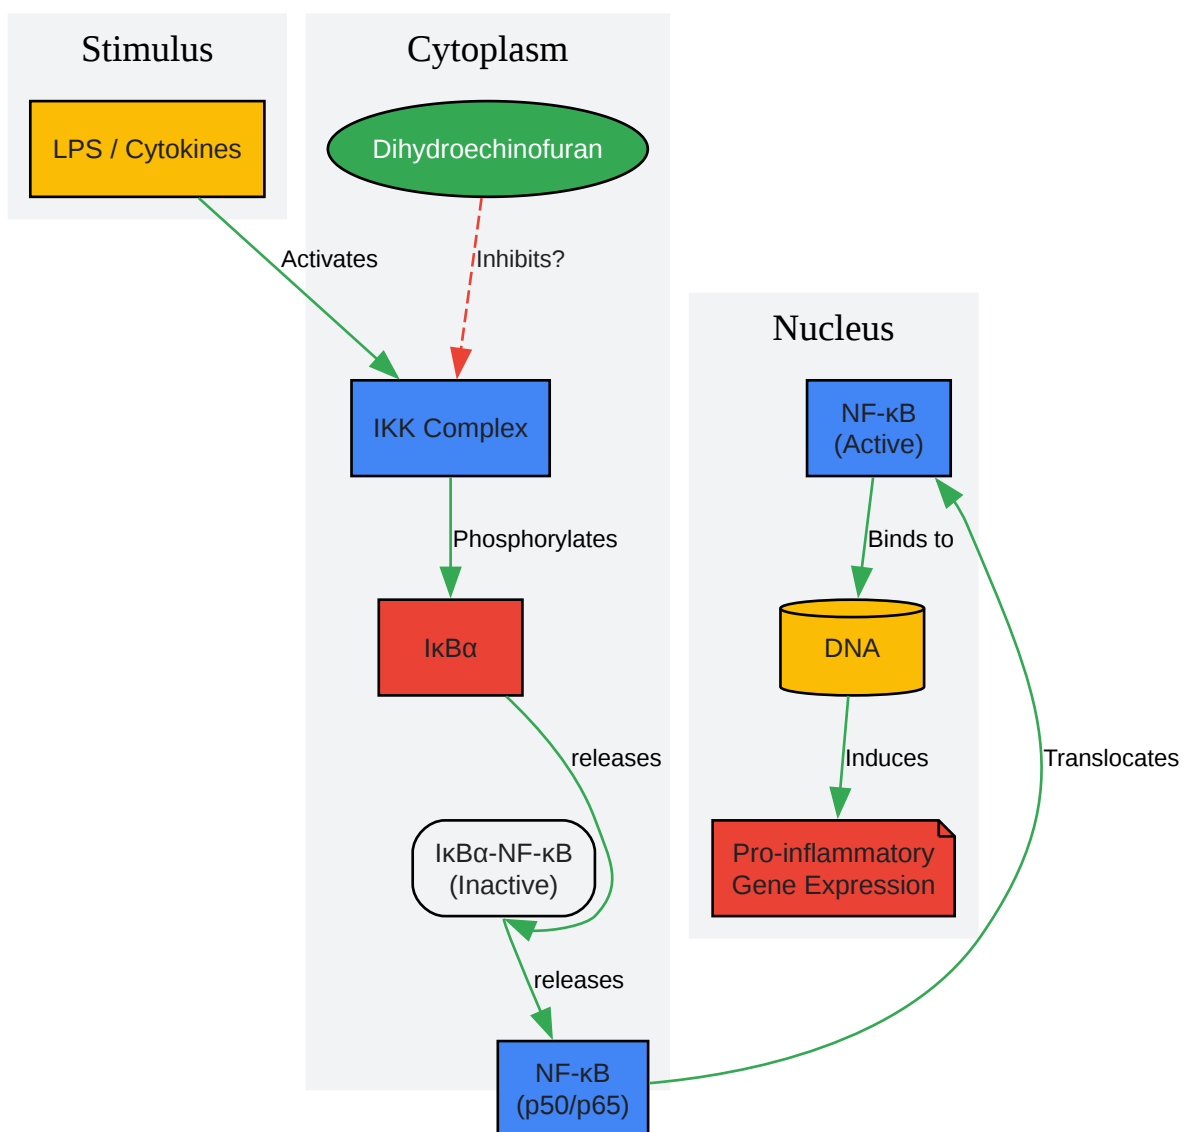 Stimulus
Cytoplasm
LPS / Cytokines
Dihydroechinofuran
Activates
Inhibits?
Nucleus
IKK Complex
NF-κB
(Active)
Phosphorylates
Binds to
IκBα
DNA
releases
Induces
Translocates
IκBα-NF-κB
(Inactive)
Pro-inflammatory
Gene Expression
releases
NF-κB
(p50/p65)